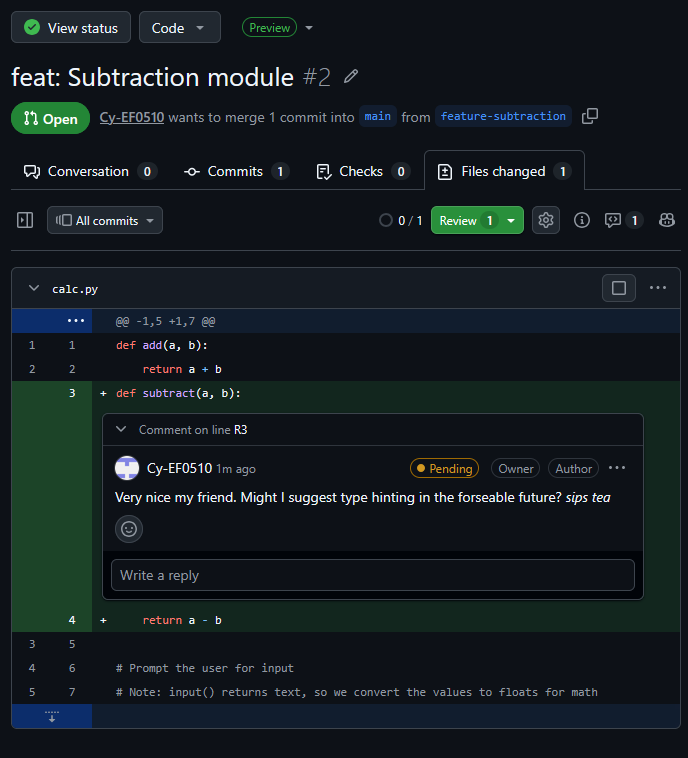 View status Code Preview
feat: Subtraction module #2
Open Cy-EF0510 wants to merge 1 commit into main from feature-subtraction
Conversation 0 Commits 1 Checks 0 Files changed 1
All commits 0 / 1 Review 1 1
calc.py
@@ -1,5 +1,7 @@
1 1 def add(a, b):
2 2 return a + b
3 + def subtract(a, b):
Comment on line R3
Cy-EF0510 1m ago Pending Owner Author
Very nice my friend. Might I suggest type hinting in the forseable future? sips tea
Write a reply
4 + return a - b
3 5
4 6 # Prompt the user for input
5 7 # Note: input() returns text, so we convert the values to floats for math